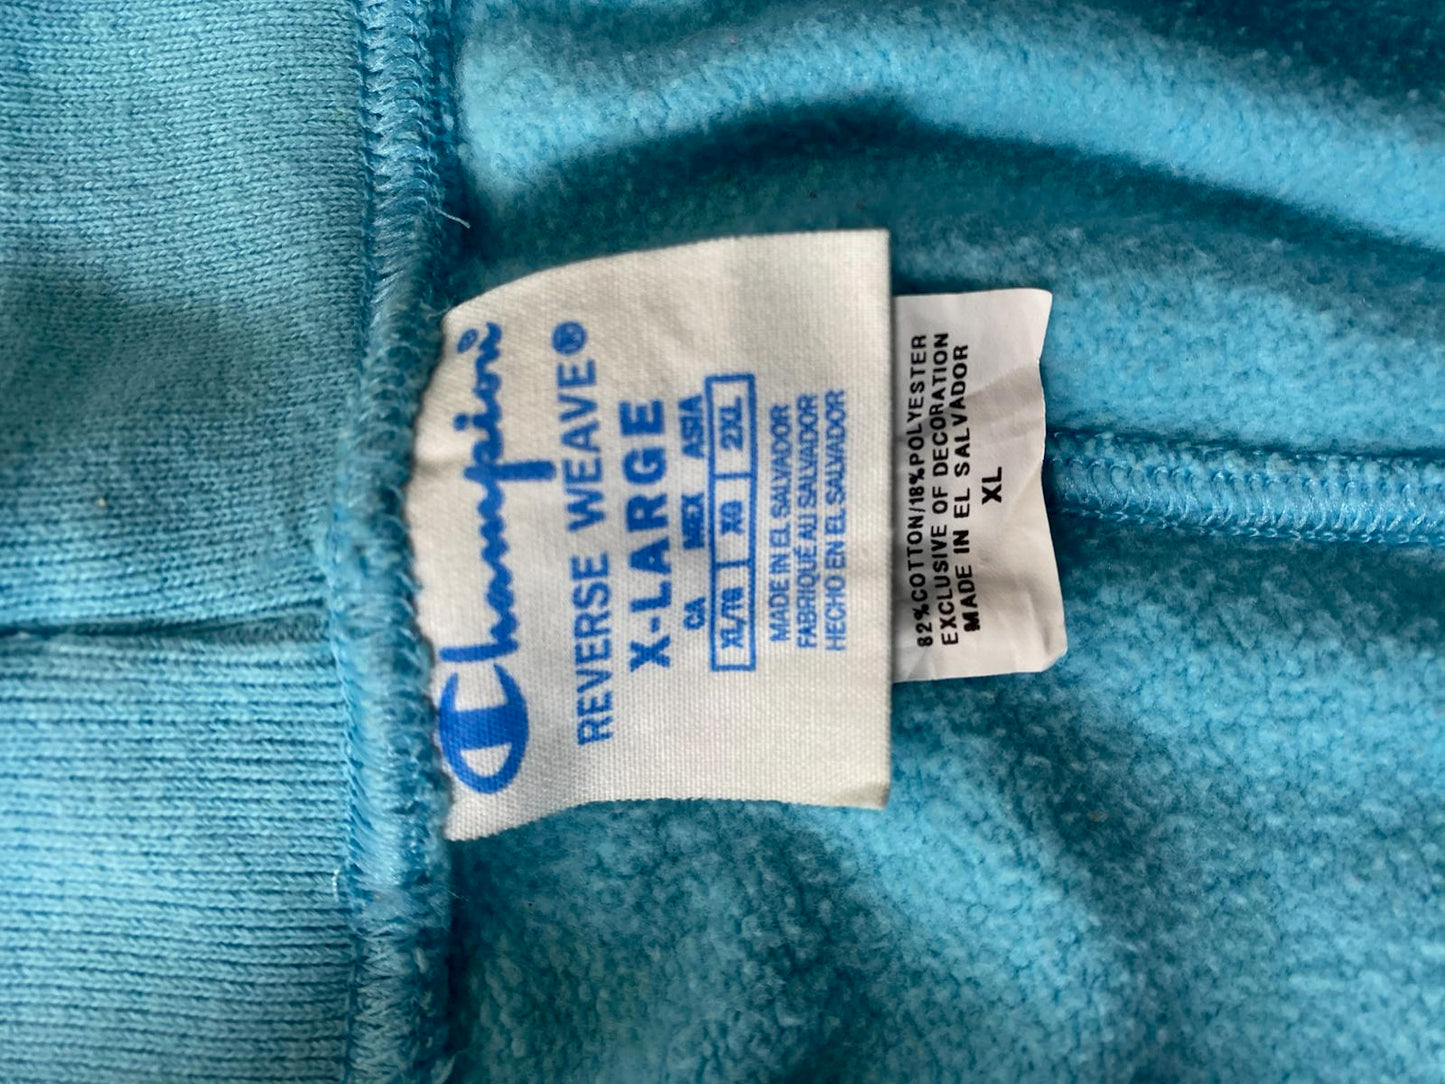 Champion®
REVERSE WEAVE®
X-LARGE
CA MEX ASIA
XL/TG XG 2XL
MADE IN EL SALVADOR
FABRIQUÉ AU SALVADOR
HECHO EN EL SALVADOR
82%COTTON/18%POLYESTER
EXCLUSIVE OF DECORATION
MADE IN EL SALVADOR
XL